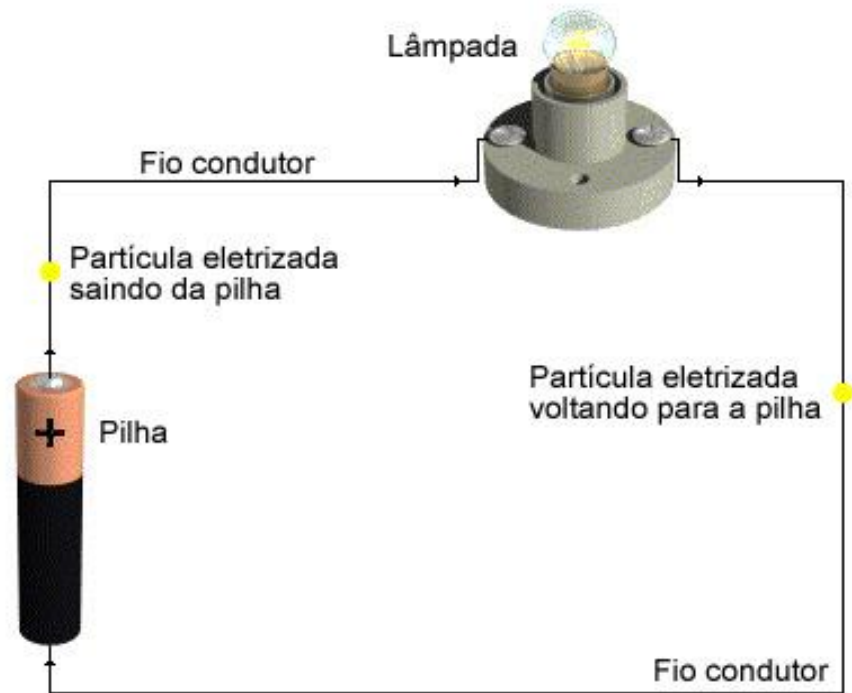 Lâmpada
Fio condutor
Partícula eletrizada
saindo da pilha
Partícula eletrizada
voltando para a pilha
+
Pilha
Fio condutor